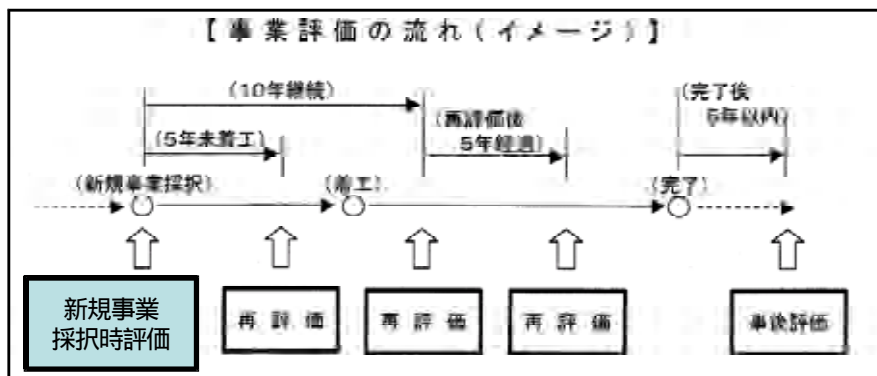 【事業評価の流れ(イメージ)】
(10年継続)
(完了後
5年以内)
(5年未着工)
(再評価後
5年経過)
(新規事業採択)
(着工)
(完了)
新規事業
採択時評価
再評価
再評価
再評価
事後評価